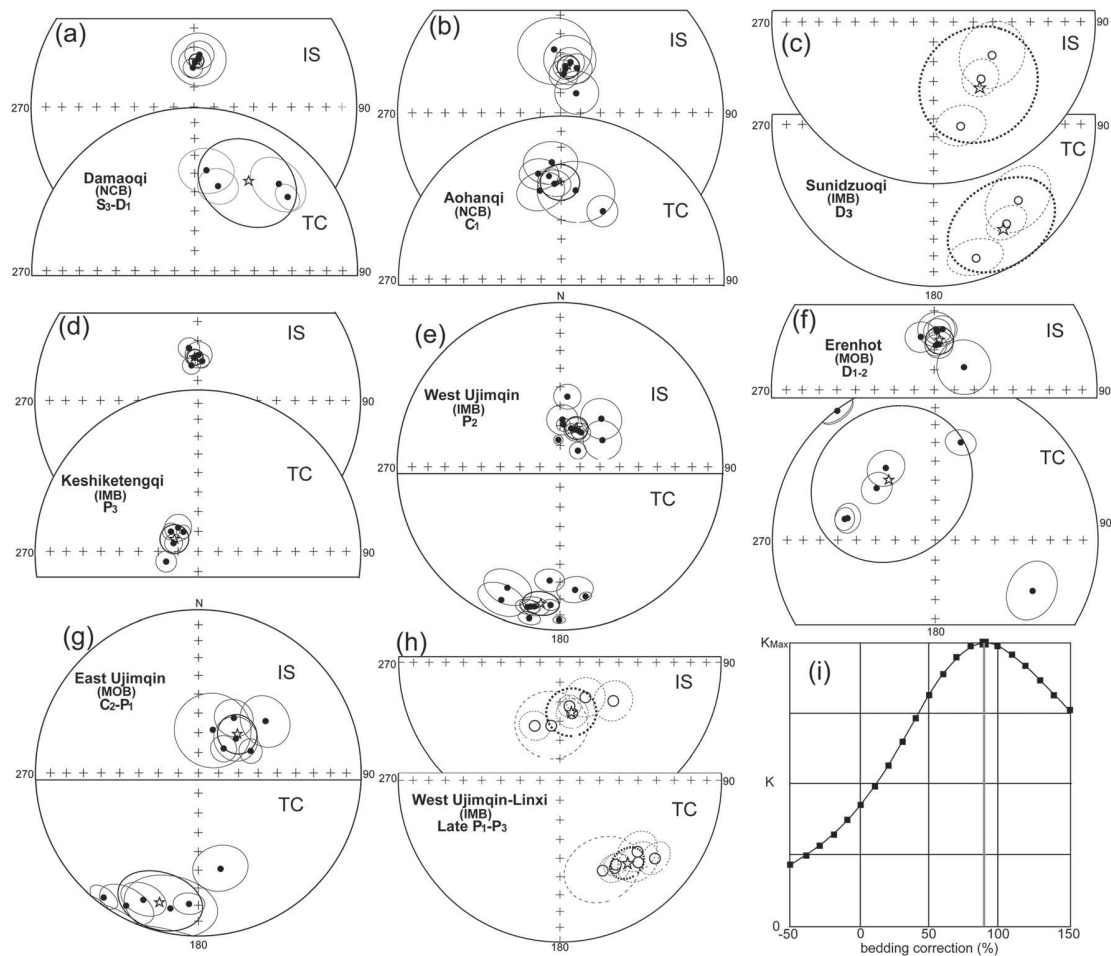 (a)
IS
270
90
Damaoqi
(NCB)
S3-D1
TC
270
90
(b)
IS
270
90
Aohanqi
(NCB)
C1
TC
270
90
(c)
270
90
IS
270
90
TC
Sunidzuoqi
(IMB)
D3
180
(d)
IS
270
90
TC
Keshiketengqi
(IMB)
P3
270
90
N
(e)
West Ujimqin
(IMB)
P2
IS
270
90
TC
180
(f)
Erenhot
(MOB)
D1-2
IS
270
90
TC
270
90
180
N
(g)
East Ujimqin
(MOB)
C2-P1
IS
270
90
TC
180
(h)
270
90
IS
270
90
West Ujimqin-Linxi
(IMB)
Late P1-P3
TC
180
KMax
(i)
K
0
-50 0 50 100 150
bedding correction (%)